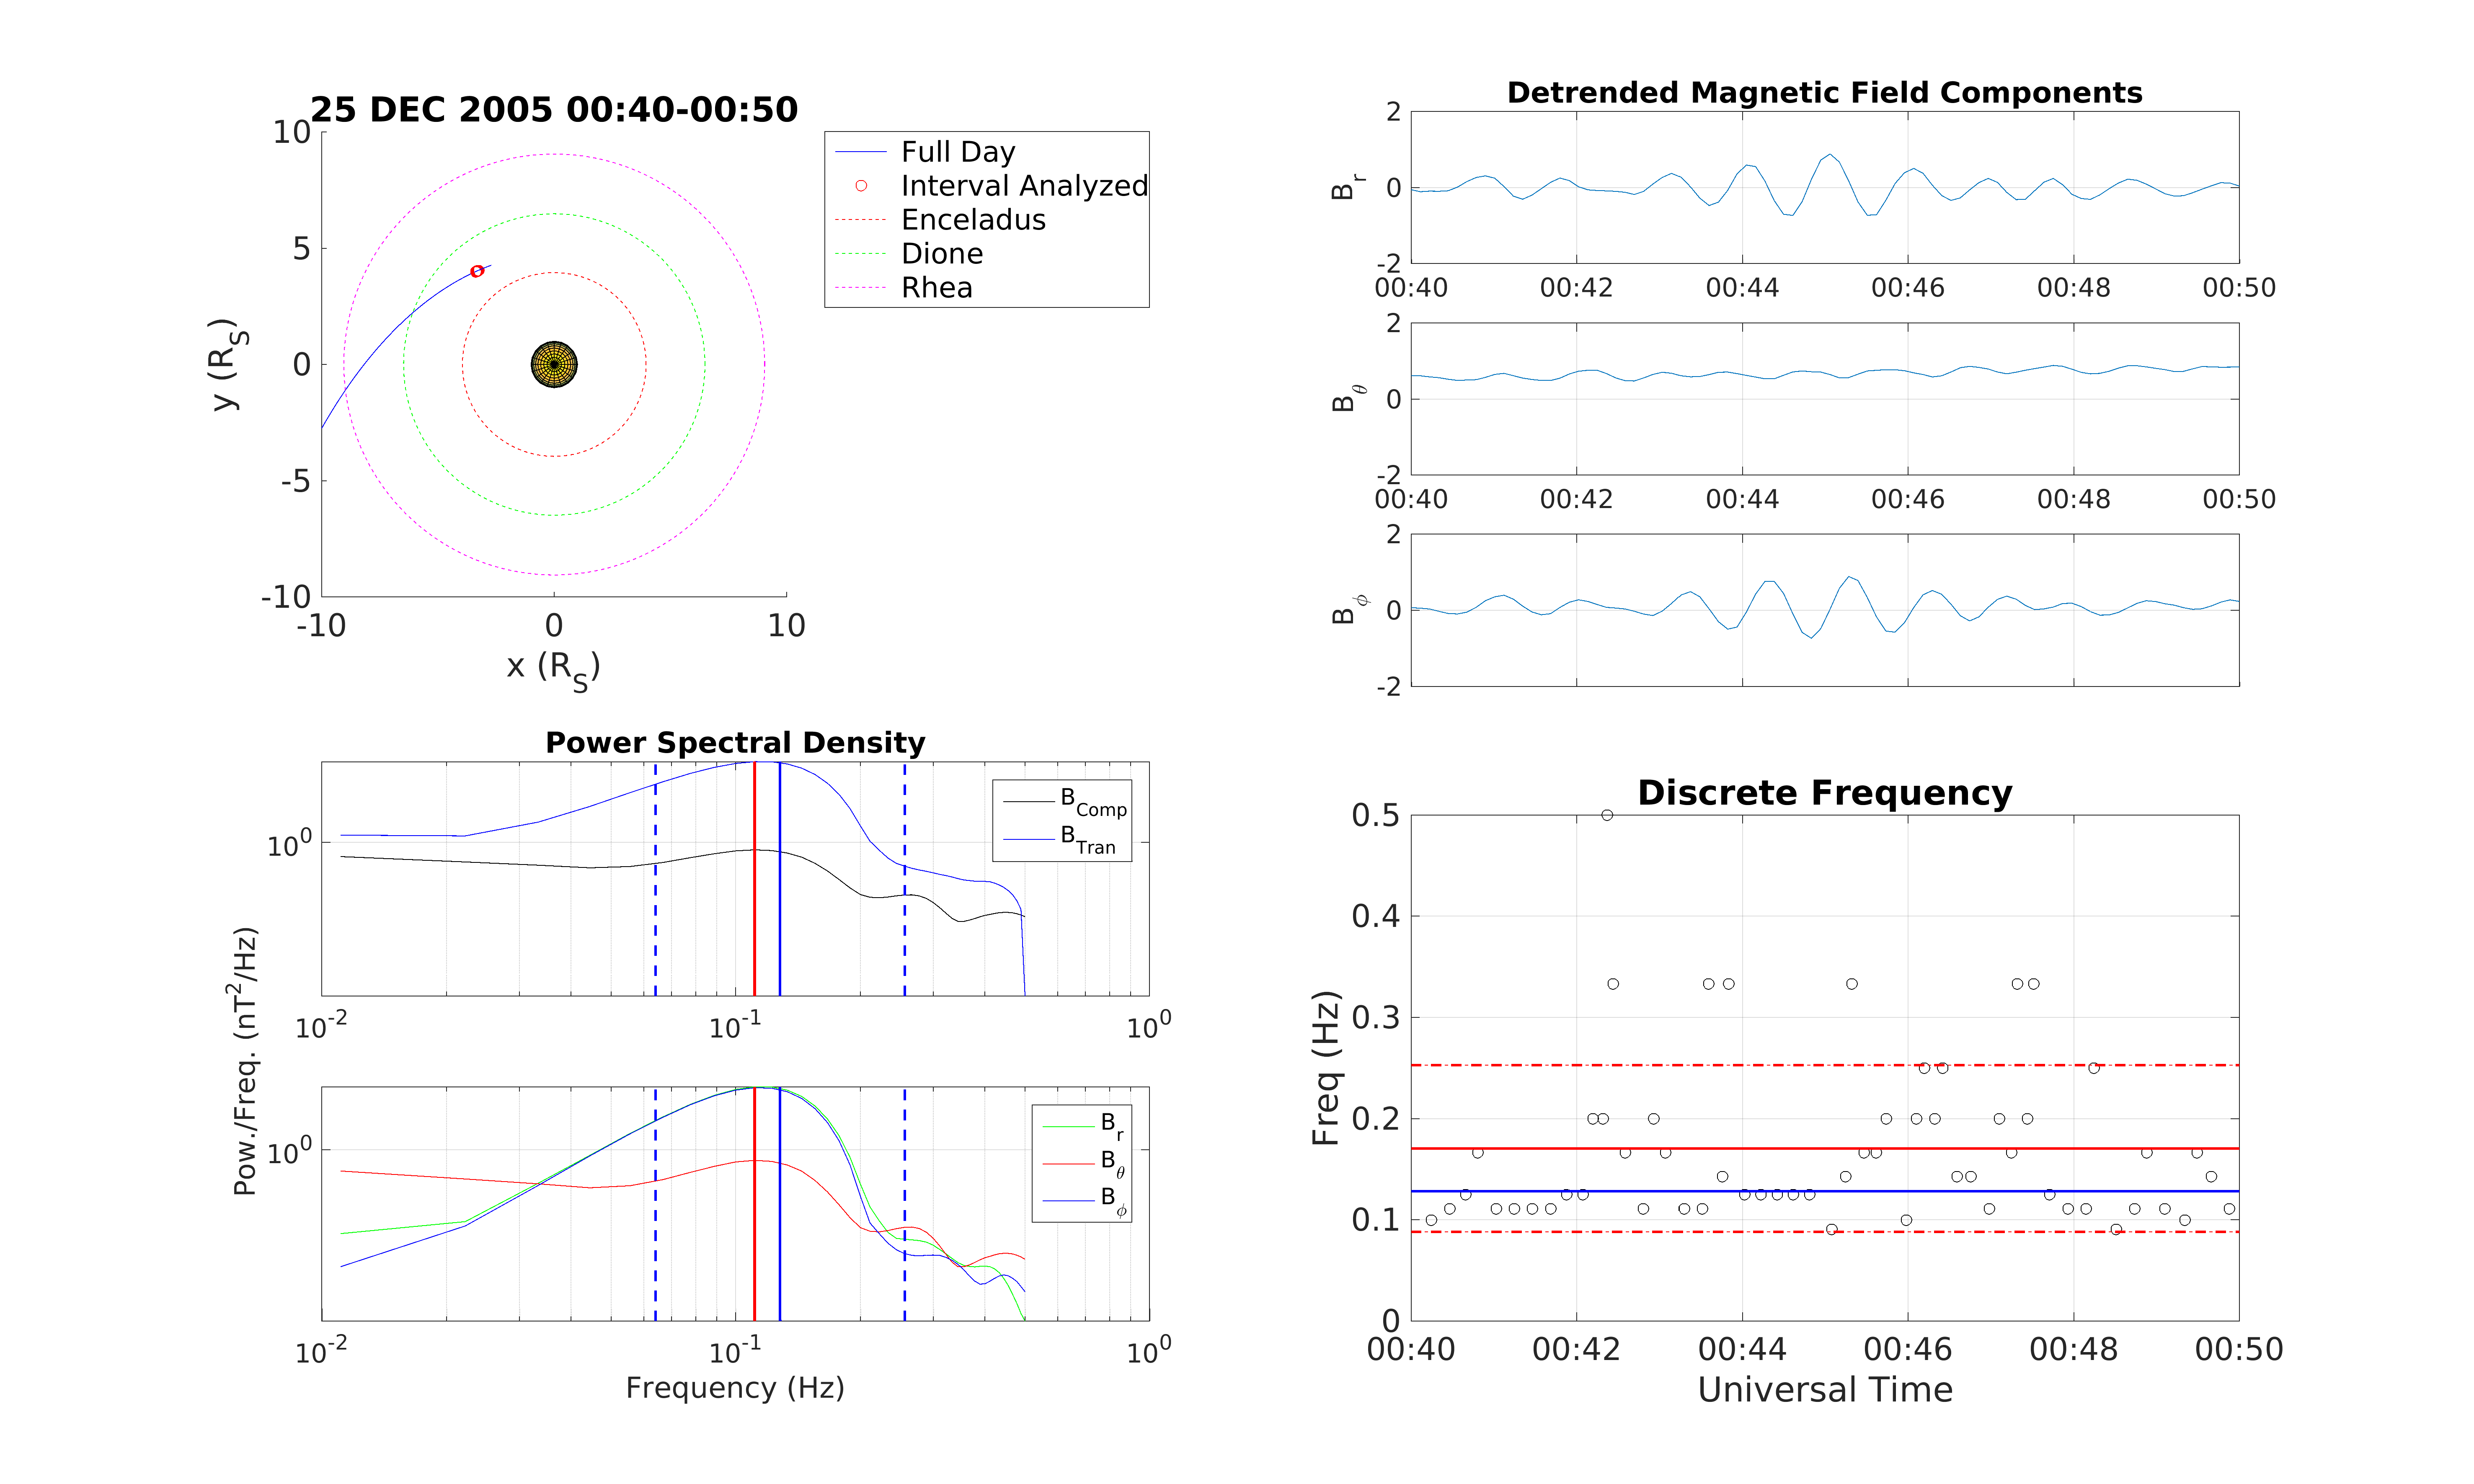 25 DEC 2005 00:40-00:50
10
5
0
-5
-10
-10 0 10
y (R_S)
x (R_S)
Full Day
Interval Analyzed
Enceladus
Dione
Rhea
Detrended Magnetic Field Components
2
0
-2
B_r
00:40 00:42 00:44 00:46 00:48 00:50
2
0
-2
B_θ
00:40 00:42 00:44 00:46 00:48 00:50
2
0
-2
B_ϕ
Power Spectral Density
10^0
B_Comp
B_Tran
10^-2 10^-1 10^0
Pow./Freq. (nT^2/Hz)
10^0
B_r
B_θ
B_ϕ
10^-2 10^-1 10^0
Frequency (Hz)
Discrete Frequency
0.5
0.4
0.3
0.2
0.1
0
Freq (Hz)
00:40 00:42 00:44 00:46 00:48 00:50
Universal Time